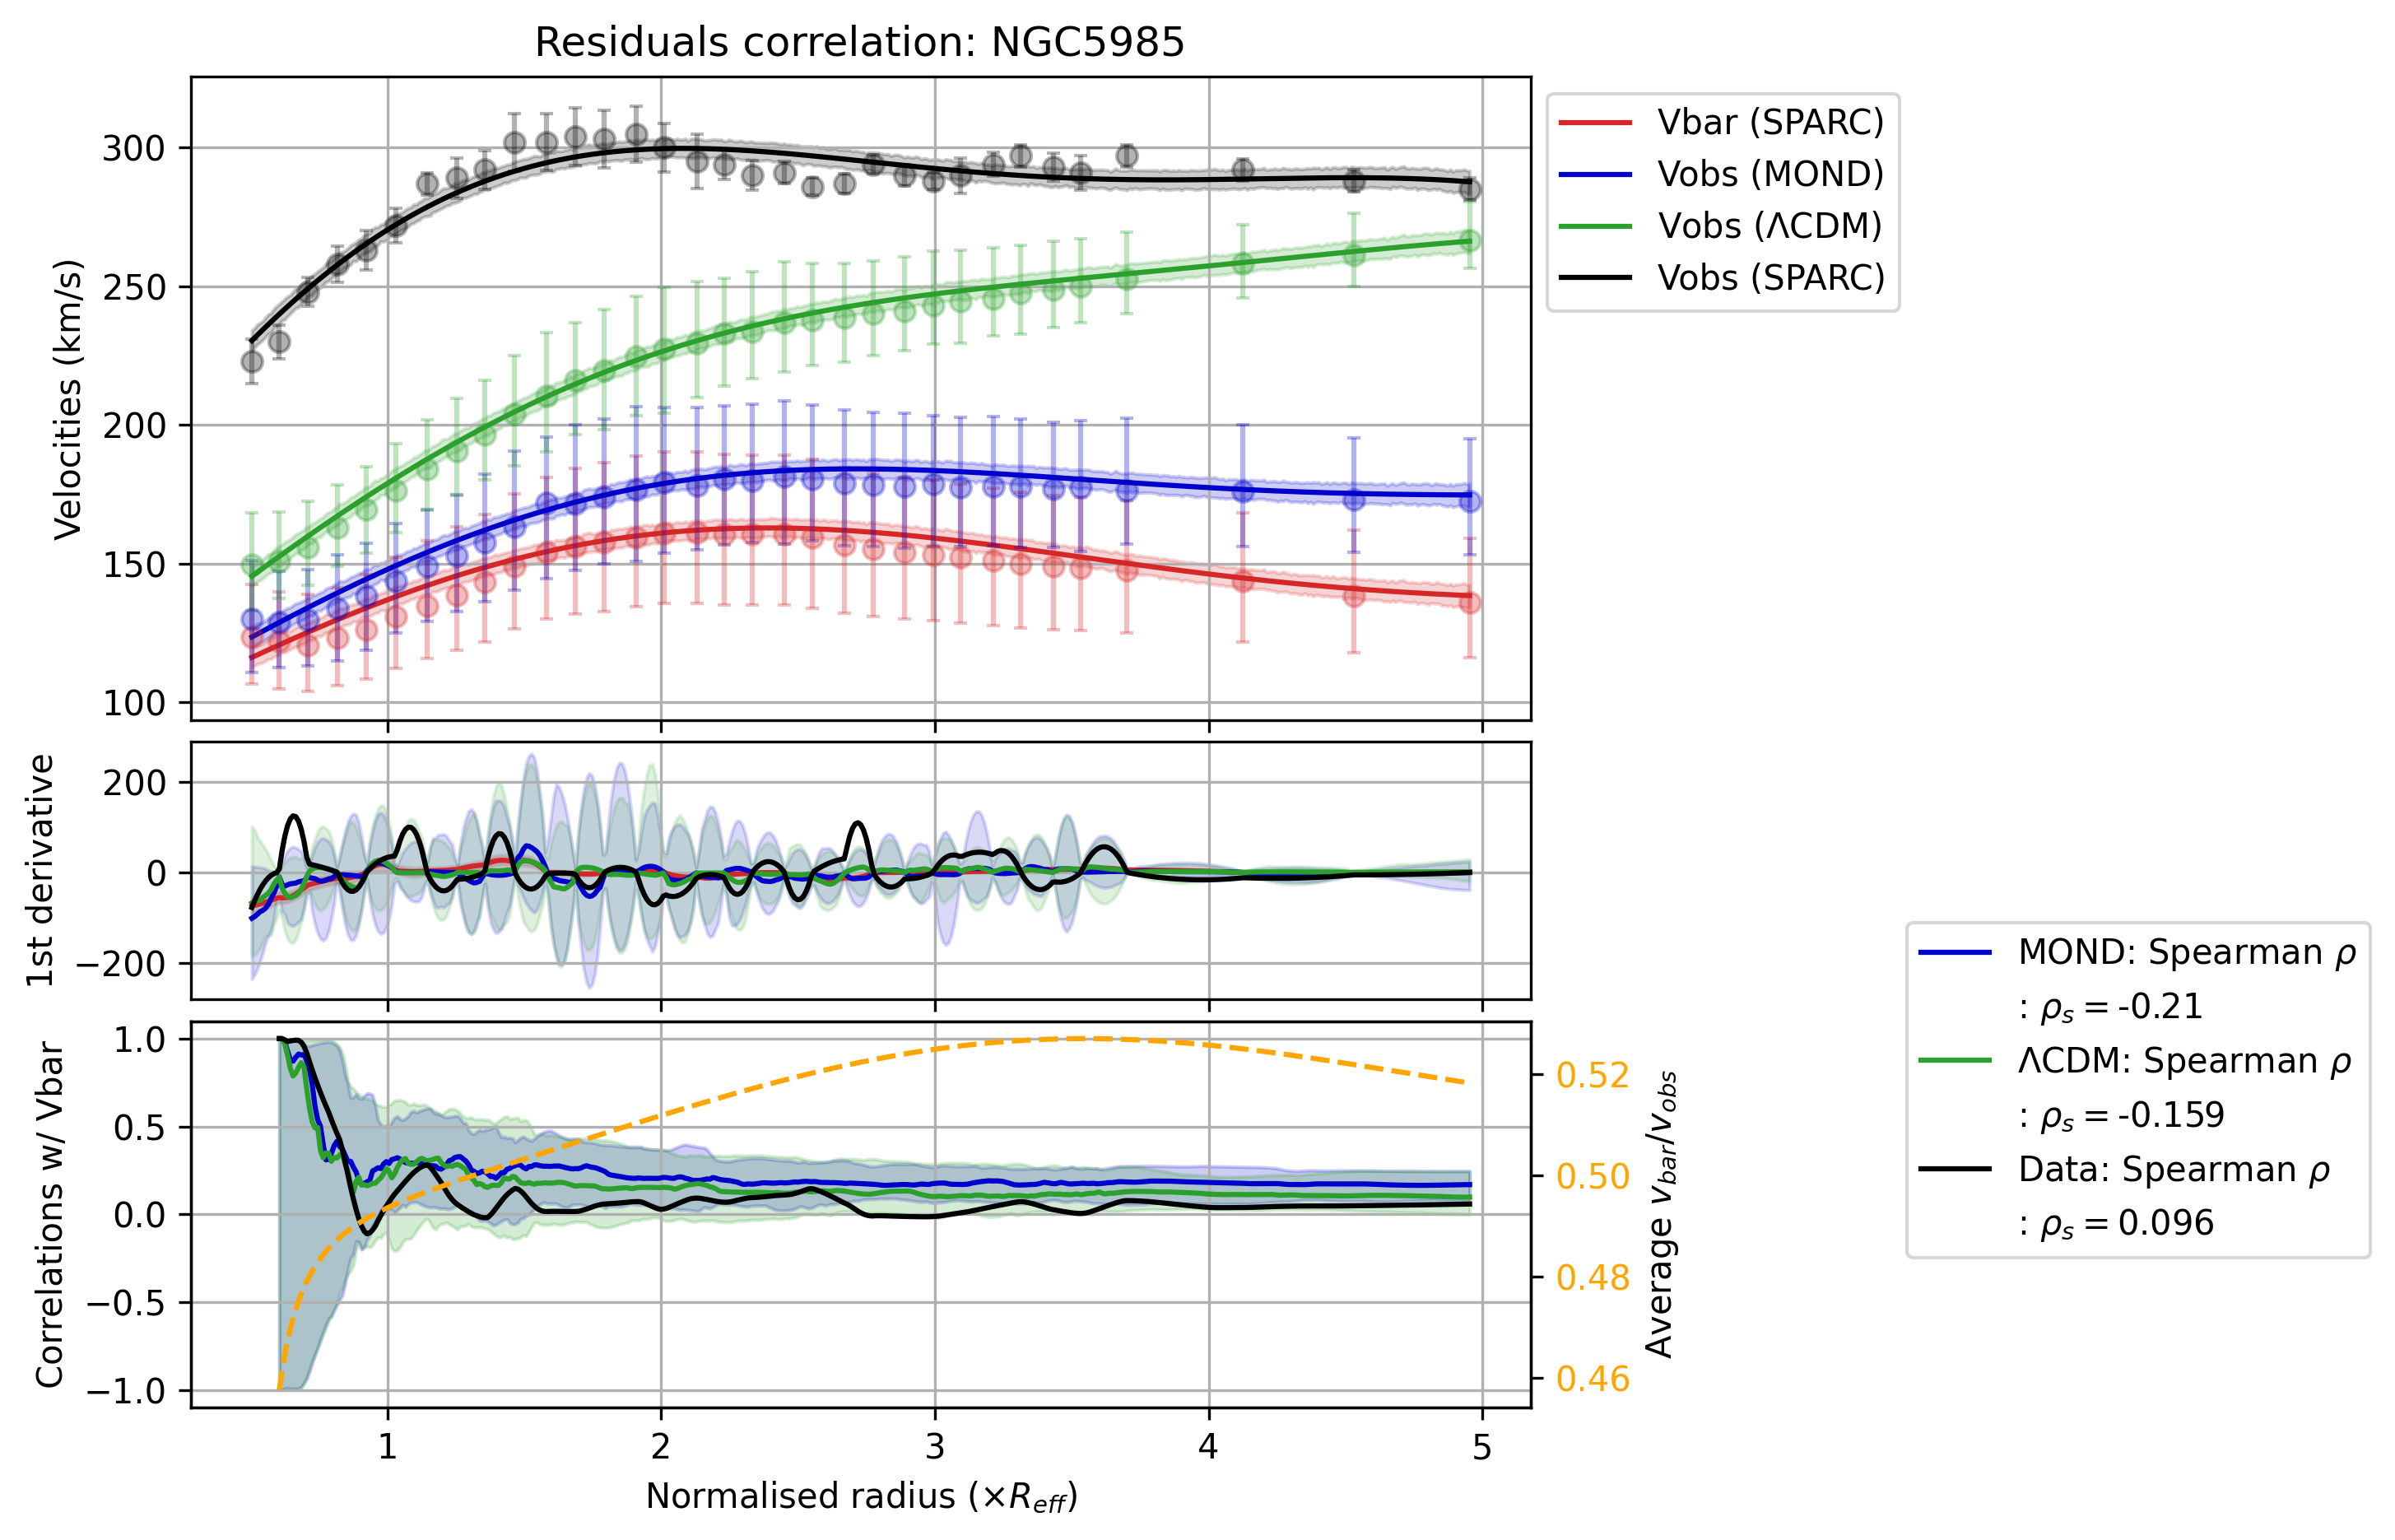 Residuals correlation: NGC5985
Velocities (km/s)
300
250
200
150
100
Vbar (SPARC)
Vobs (MOND)
Vobs (ΛCDM)
Vobs (SPARC)
1st derivative
200
0
−200
Correlations w/ Vbar
1.0
0.5
0.0
−0.5
−1.0
0.52
0.50
0.48
0.46
Average v_bar/v_obs
MOND: Spearman ρ
: ρ_s = -0.21
ΛCDM: Spearman ρ
: ρ_s = -0.159
Data: Spearman ρ
: ρ_s = 0.096
1 2 3 4 5
Normalised radius (×R_eff)